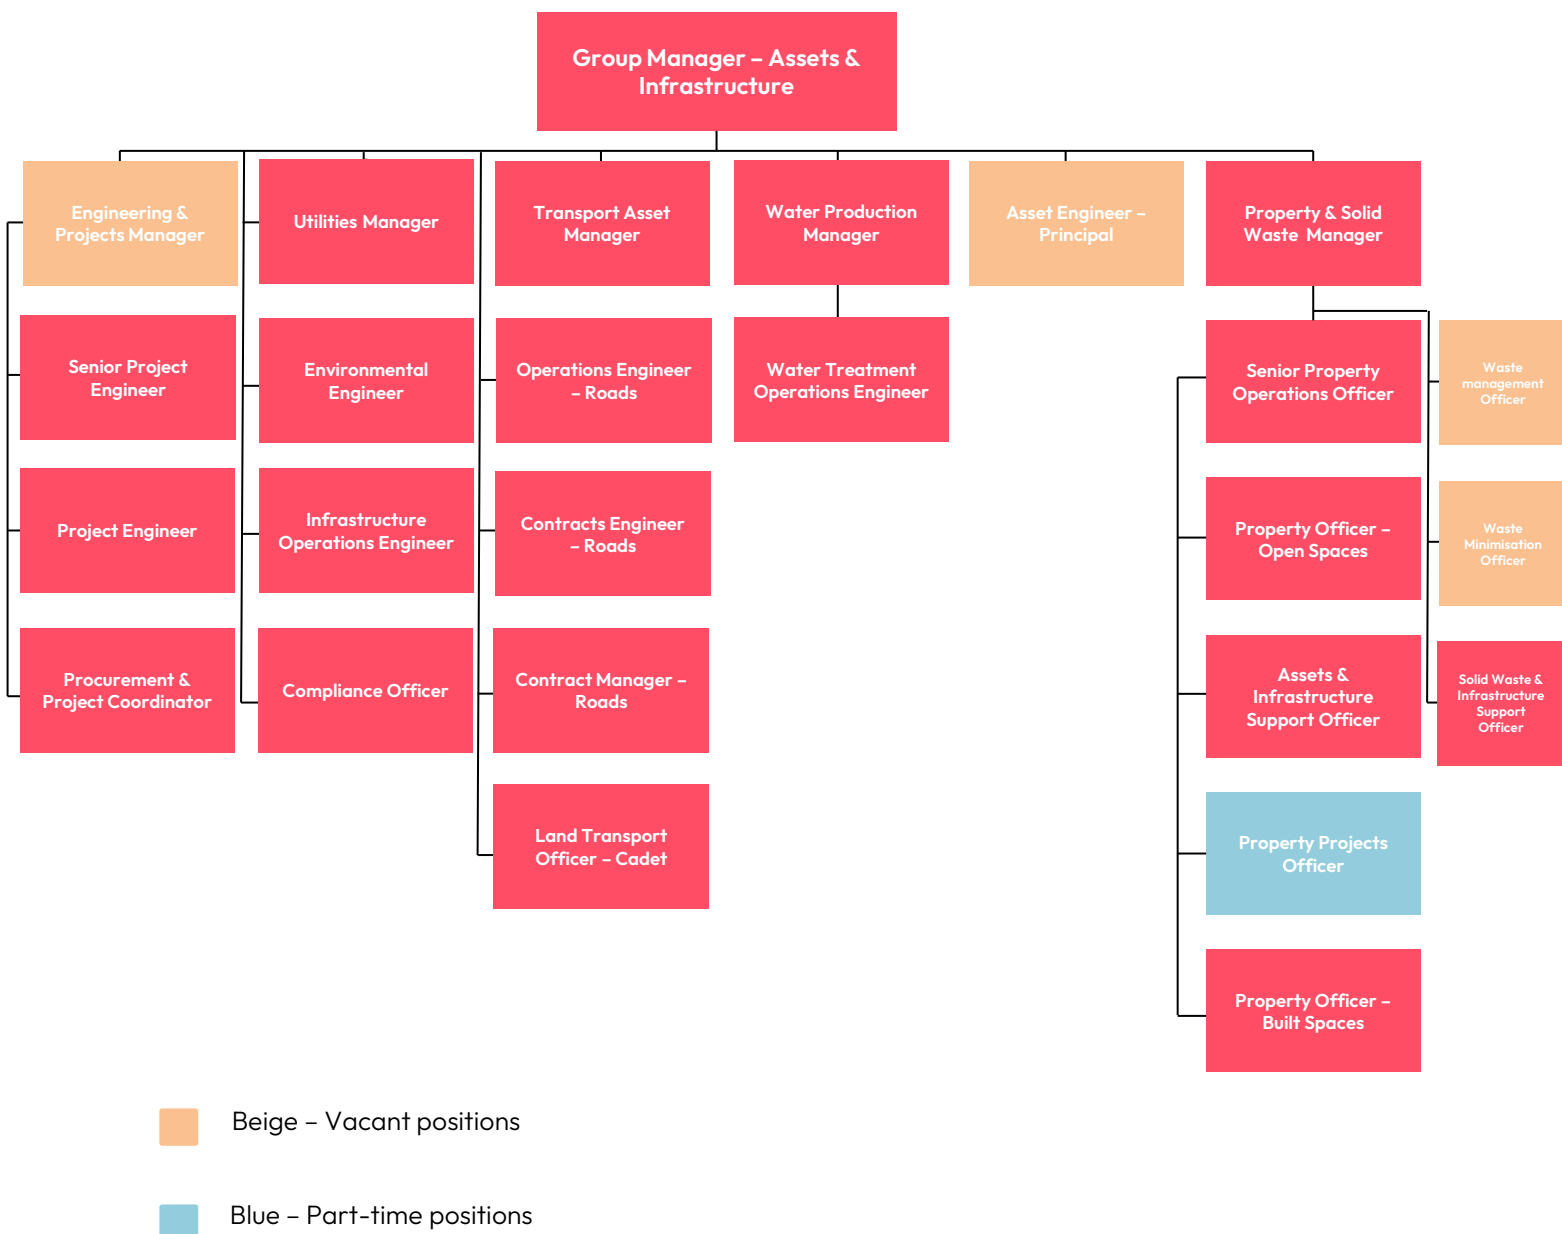 Group Manager – Assets &
Infrastructure
Engineering &
Projects Manager
Utilities Manager
Transport Asset
Manager
Water Production
Manager
Asset Engineer –
Principal
Property & Solid
Waste Manager
Senior Project
Engineer
Environmental
Engineer
Operations Engineer
– Roads
Water Treatment
Operations Engineer
Senior Property
Operations Officer
Waste
management
Officer
Project Engineer
Infrastructure
Operations Engineer
Contracts Engineer
– Roads
Property Officer –
Open Spaces
Waste
Minimisation
Officer
Procurement &
Project Coordinator
Compliance Officer
Contract Manager –
Roads
Assets &
Infrastructure
Support Officer
Solid Waste &
Infrastructure
Support
Officer
Land Transport
Officer – Cadet
Property Projects
Officer
Property Officer –
Built Spaces
Beige – Vacant positions
Blue – Part-time positions